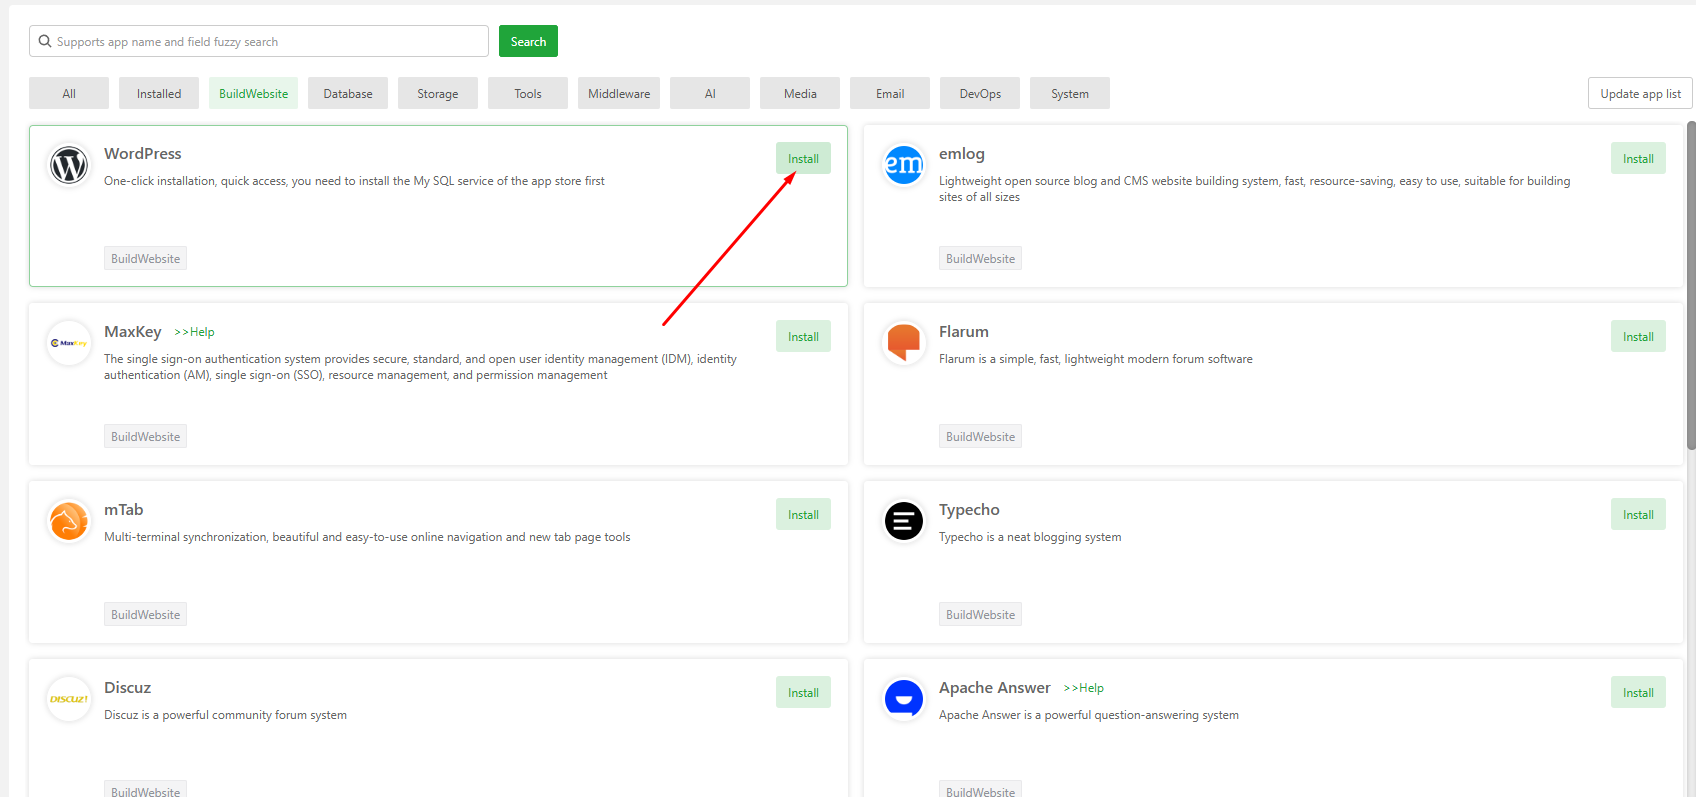 Supports app name and field fuzzy search
Search
All
Installed
BuildWebsite
Database
Storage
Tools
Middleware
AI
Media
Email
DevOps
System
Update app list
WordPress
Install
One-click installation, quick access, you need to install the My SQL service of the app store first
BuildWebsite
em
emlog
Install
Lightweight open source blog and CMS website building system, fast, resource-saving, easy to use, suitable for building
sites of all sizes
BuildWebsite
MaxKey
MaxKey >>Help
Install
The single sign-on authentication system provides secure, standard, and open user identity management (IDM), identity
authentication (AM), single sign-on (SSO), resource management, and permission management
BuildWebsite
Flarum
Install
Flarum is a simple, fast, lightweight modern forum software
BuildWebsite
mTab
Install
Multi-terminal synchronization, beautiful and easy-to-use online navigation and new tab page tools
BuildWebsite
Typecho
Install
Typecho is a neat blogging system
BuildWebsite
DISCUZ!
Discuz
Install
Discuz is a powerful community forum system
BuildWebsite
Apache Answer >>Help
Install
Apache Answer is a powerful question-answering system
BuildWebsite